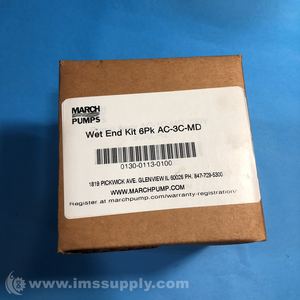 MARCH
PUMPS
Wet End Kit 6Pk AC-3C-MD
0130-0113-0100
1819 PICKWICK AVE. GLENVIEW IL 60026 PH. 847-729-5300
WWW.MARCHPUMP.COM
Register at marchpump.com/warranty-registration/
© www.imssupply.com/